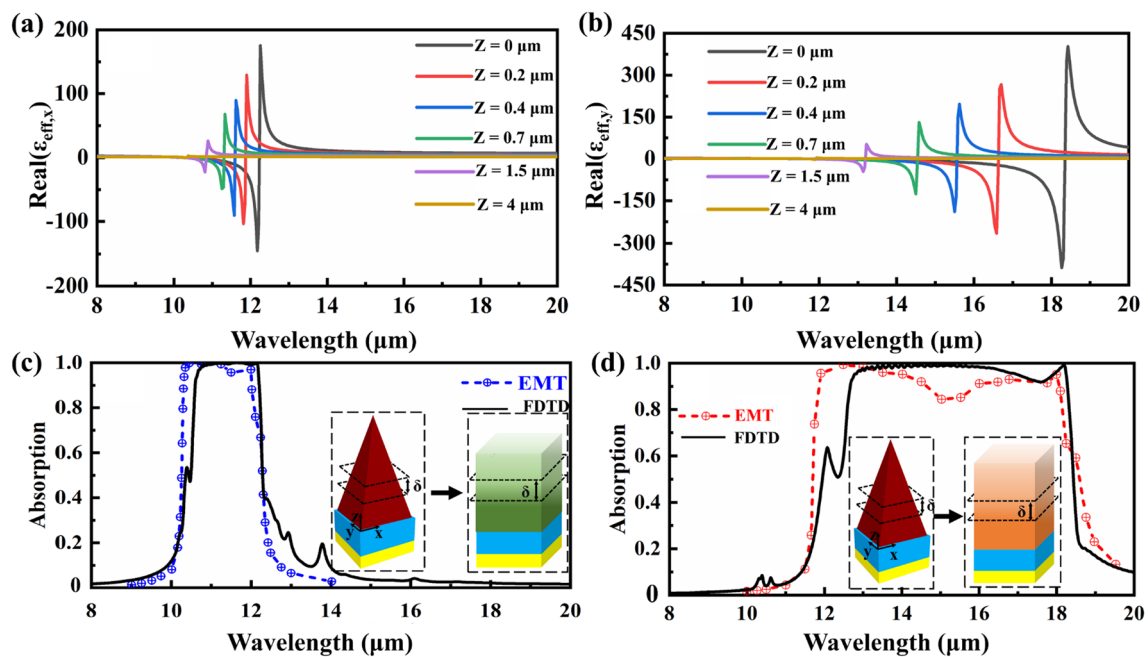 (a)
200
100
0
-100
-200
Real(εeff,x)
Z = 0 μm
Z = 0.2 μm
Z = 0.4 μm
Z = 0.7 μm
Z = 1.5 μm
Z = 4 μm
8 10 12 14 16 18 20
Wavelength (μm)
(b)
450
300
150
0
-150
-300
-450
Real(εeff,y)
Z = 0 μm
Z = 0.2 μm
Z = 0.4 μm
Z = 0.7 μm
Z = 1.5 μm
Z = 4 μm
8 10 12 14 16 18 20
Wavelength (μm)
(c)
1.0
0.8
0.6
0.4
0.2
0
Absorption
EMT
FDTD
δ
δ
z
y x
8 10 12 14 16 18 20
Wavelength (μm)
(d)
1.0
0.8
0.6
0.4
0.2
0
Absorption
EMT
FDTD
δ
δ
z
y x
8 10 12 14 16 18 20
Wavelength (μm)